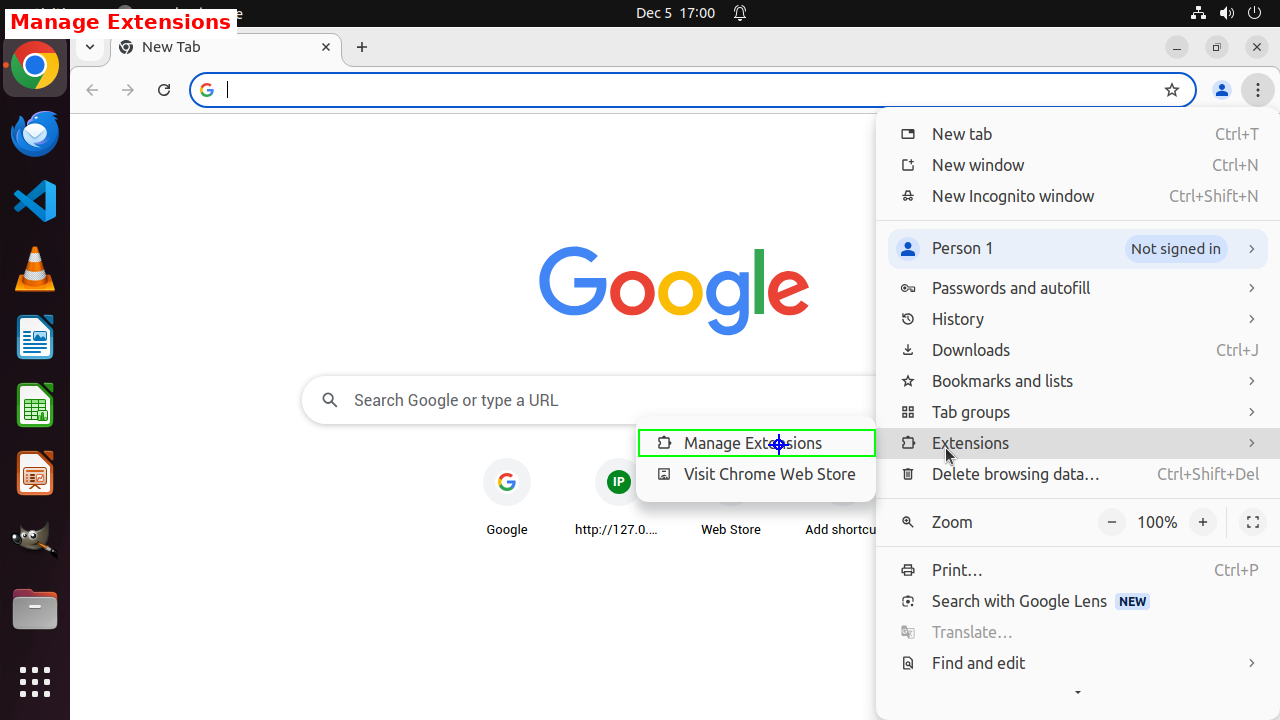 Manage Extensions
Dec 5 17:00
New Tab
New tab Ctrl+T
New window Ctrl+N
New Incognito window Ctrl+Shift+N
Person 1 Not signed in
Passwords and autofill
History
Downloads Ctrl+J
Bookmarks and lists
Tab groups
Extensions
Delete browsing data… Ctrl+Shift+Del
Zoom 100%
Print… Ctrl+P
Search with Google Lens NEW
Translate…
Find and edit
Google
Search Google or type a URL
Manage Extensions
Visit Chrome Web Store
IP
Google
http://127.0....
Web Store
Add shortcu